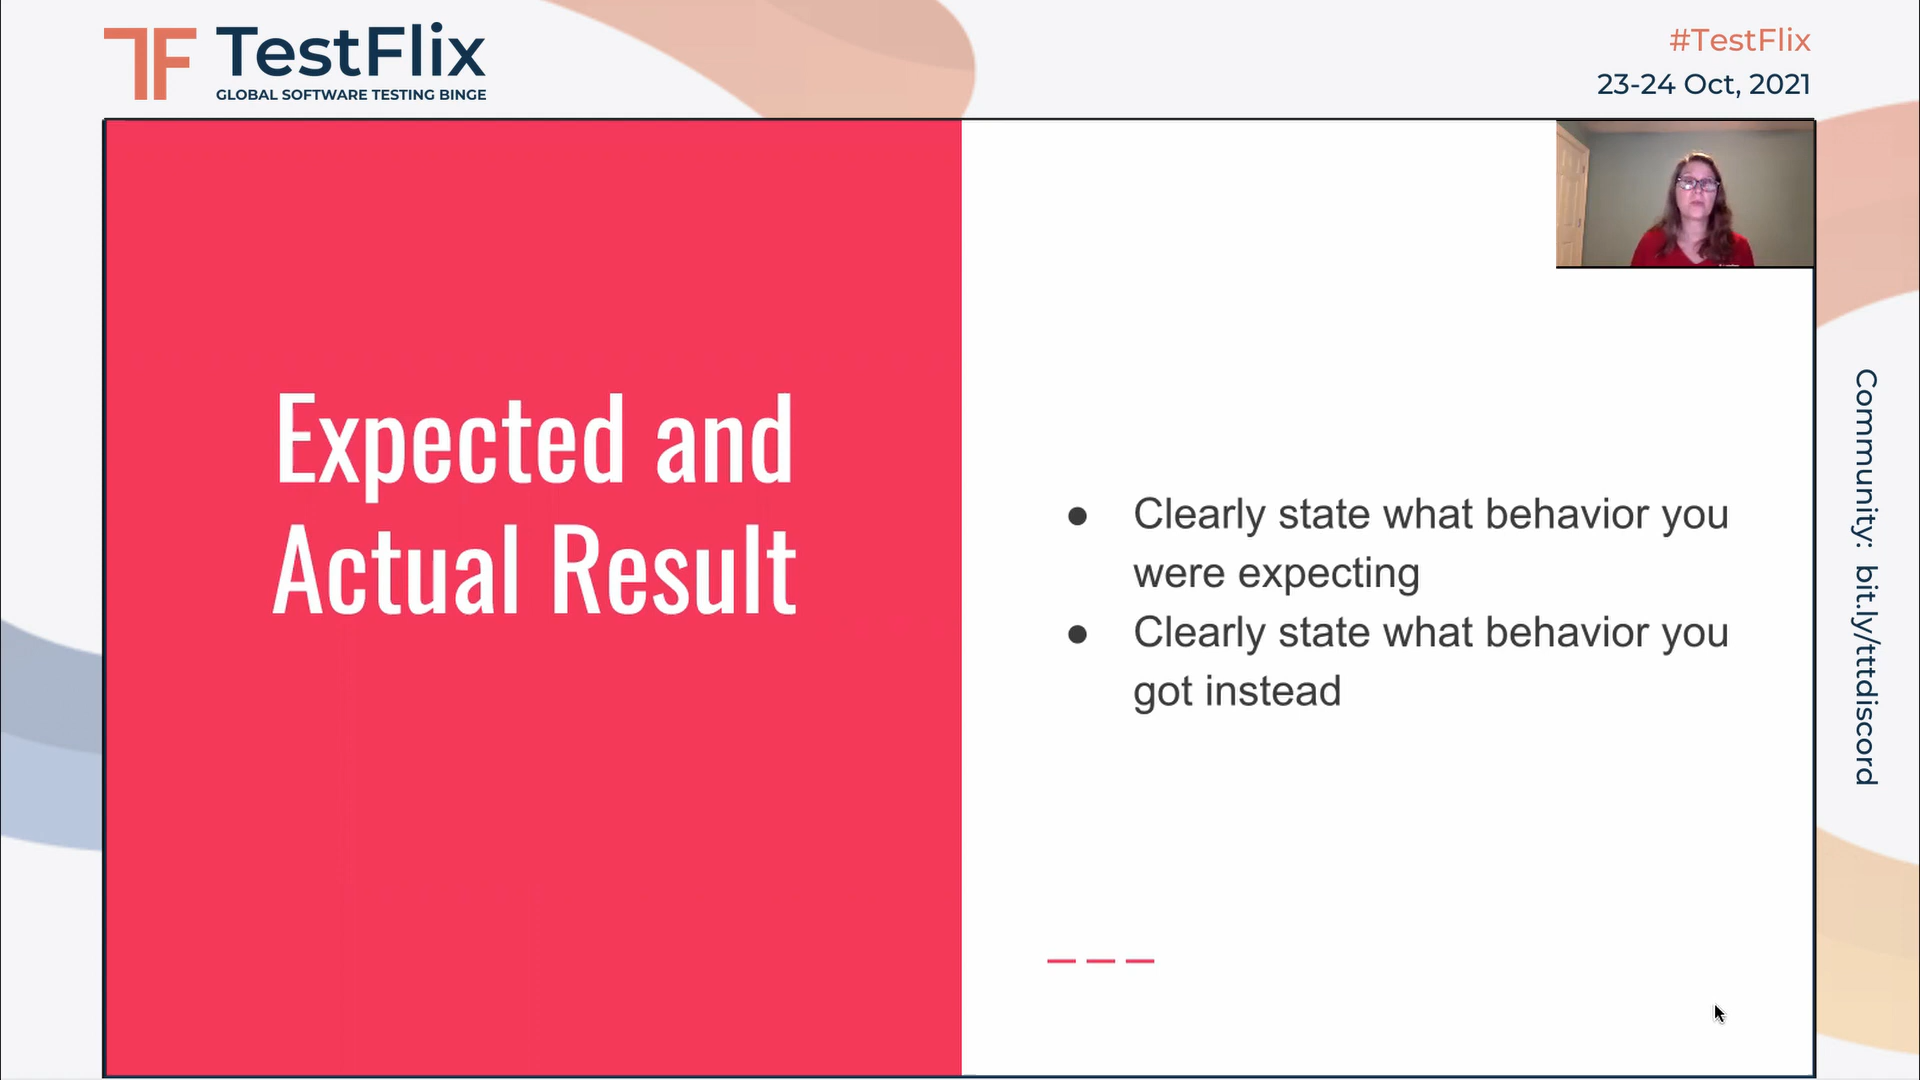 TF TestFlix
GLOBAL SOFTWARE TESTING BINGE
#TestFlix
23-24 Oct, 2021
Expected and
Actual Result
● Clearly state what behavior you
were expecting
● Clearly state what behavior you
got instead
Community: bit.ly/tttdiscord